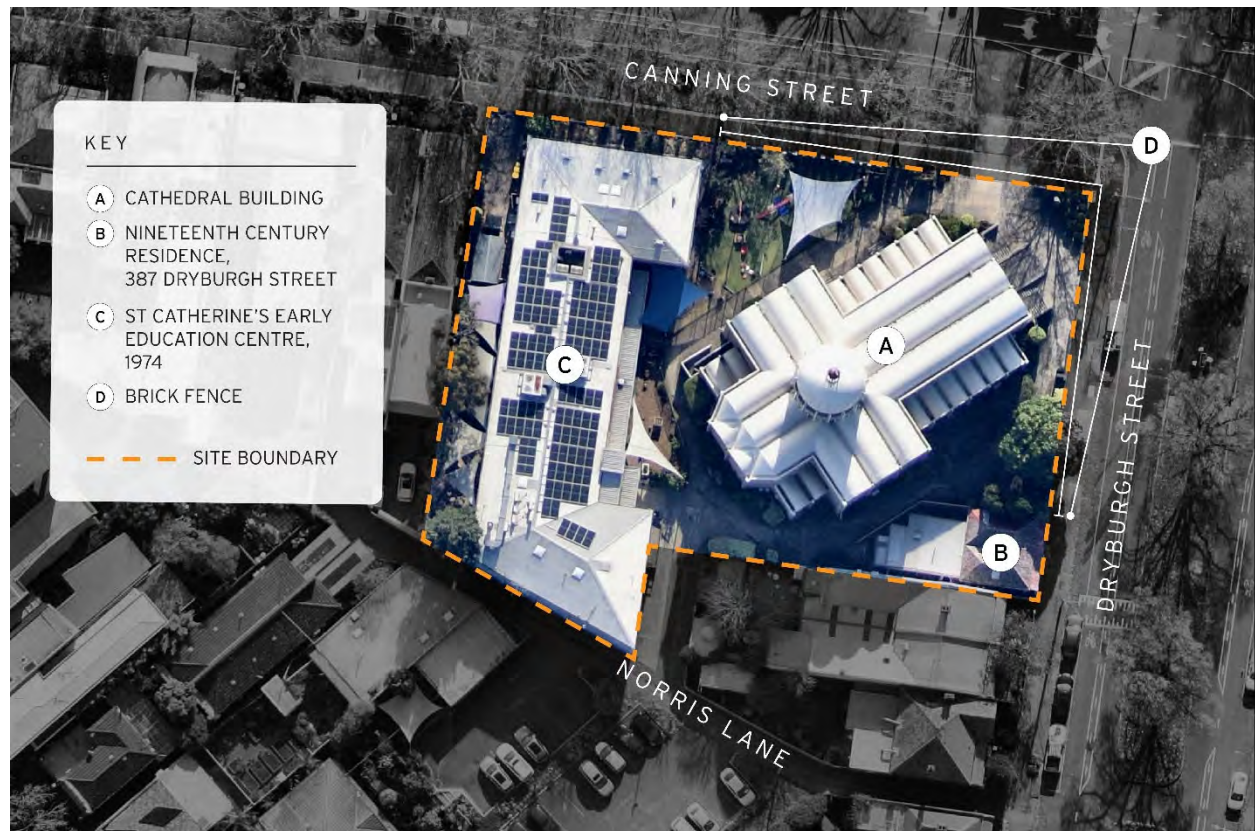 CANNING STREET
KEY
A CATHEDRAL BUILDING
B NINETEENTH CENTURY
RESIDENCE,
387 DRYBURGH STREET
C ST CATHERINE'S EARLY
EDUCATION CENTRE,
1974
D BRICK FENCE
SITE BOUNDARY
D
A
C
B
DRYBURGH STREET
NORRIS LANE